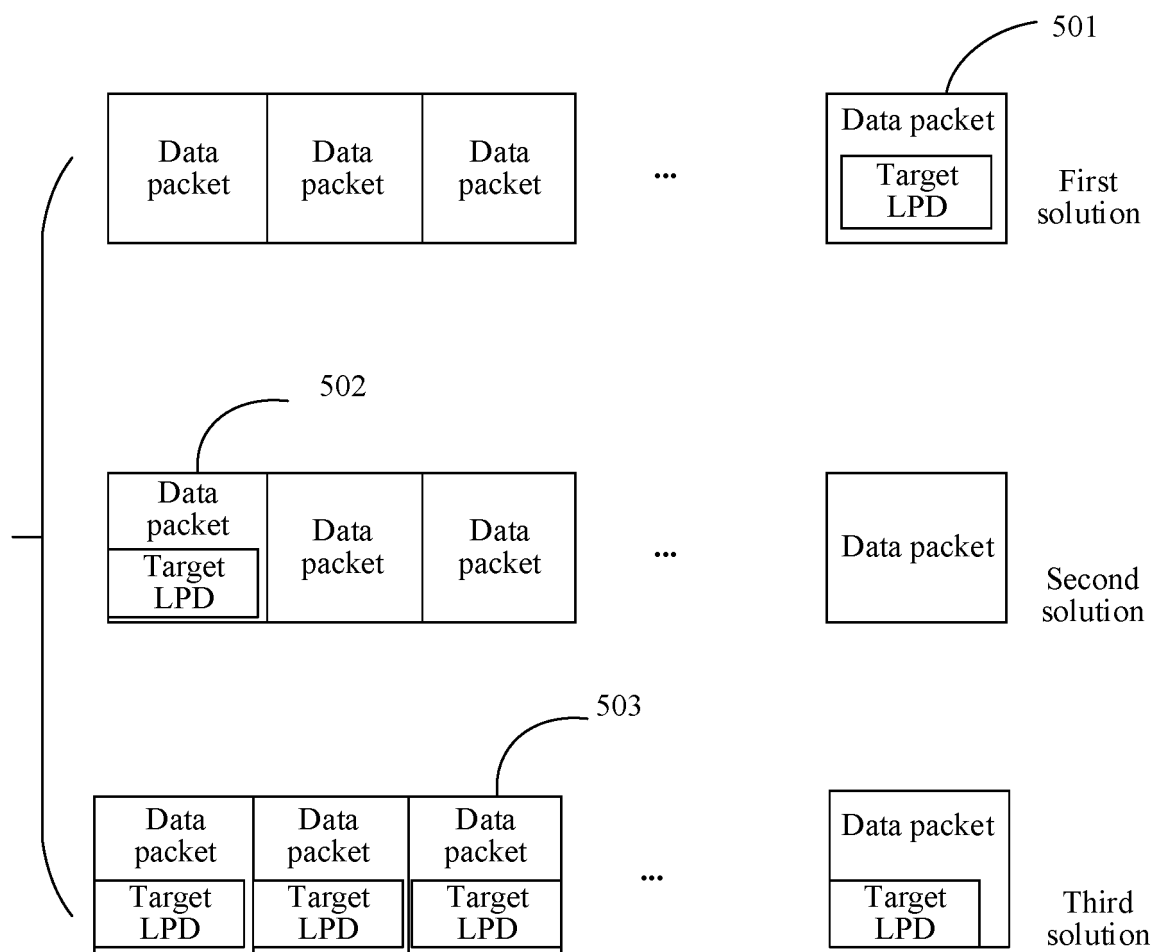 501
Data
packet
Data
packet
Data
packet
...
Data packet
Target
LPD
First
solution
502
Data
packet
Target
LPD
Data
packet
Data
packet
...
Data packet
Second
solution
503
Data
packet
Target
LPD
Data
packet
Target
LPD
Data
packet
Target
LPD
...
Data packet
Target
LPD
Third
solution